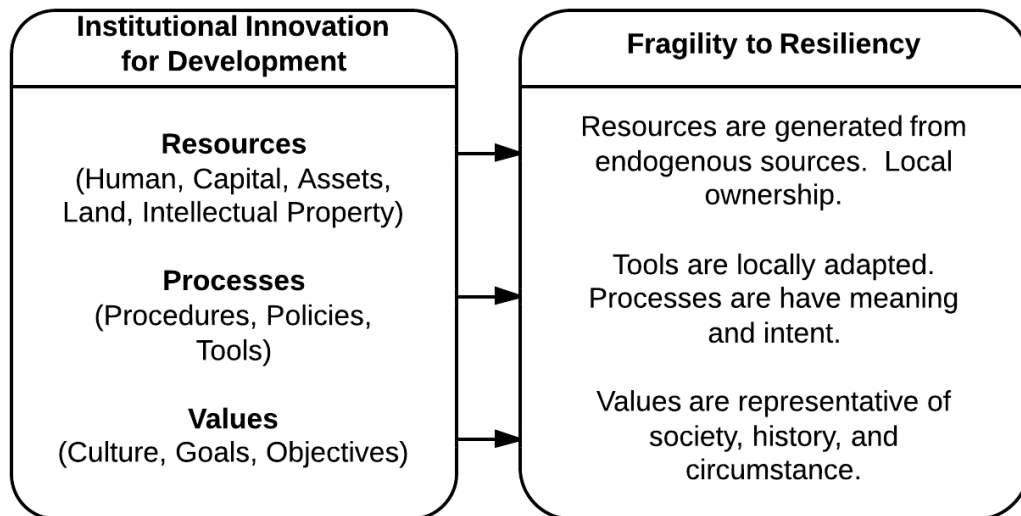 Institutional Innovation
for Development
Resources
(Human, Capital, Assets,
Land, Intellectual Property)
Processes
(Procedures, Policies,
Tools)
Values
(Culture, Goals, Objectives)
Fragility to Resiliency
Resources are generated from
endogenous sources.  Local
ownership.
Tools are locally adapted.
Processes are have meaning
and intent.
Values are representative of
society, history, and
circumstance.